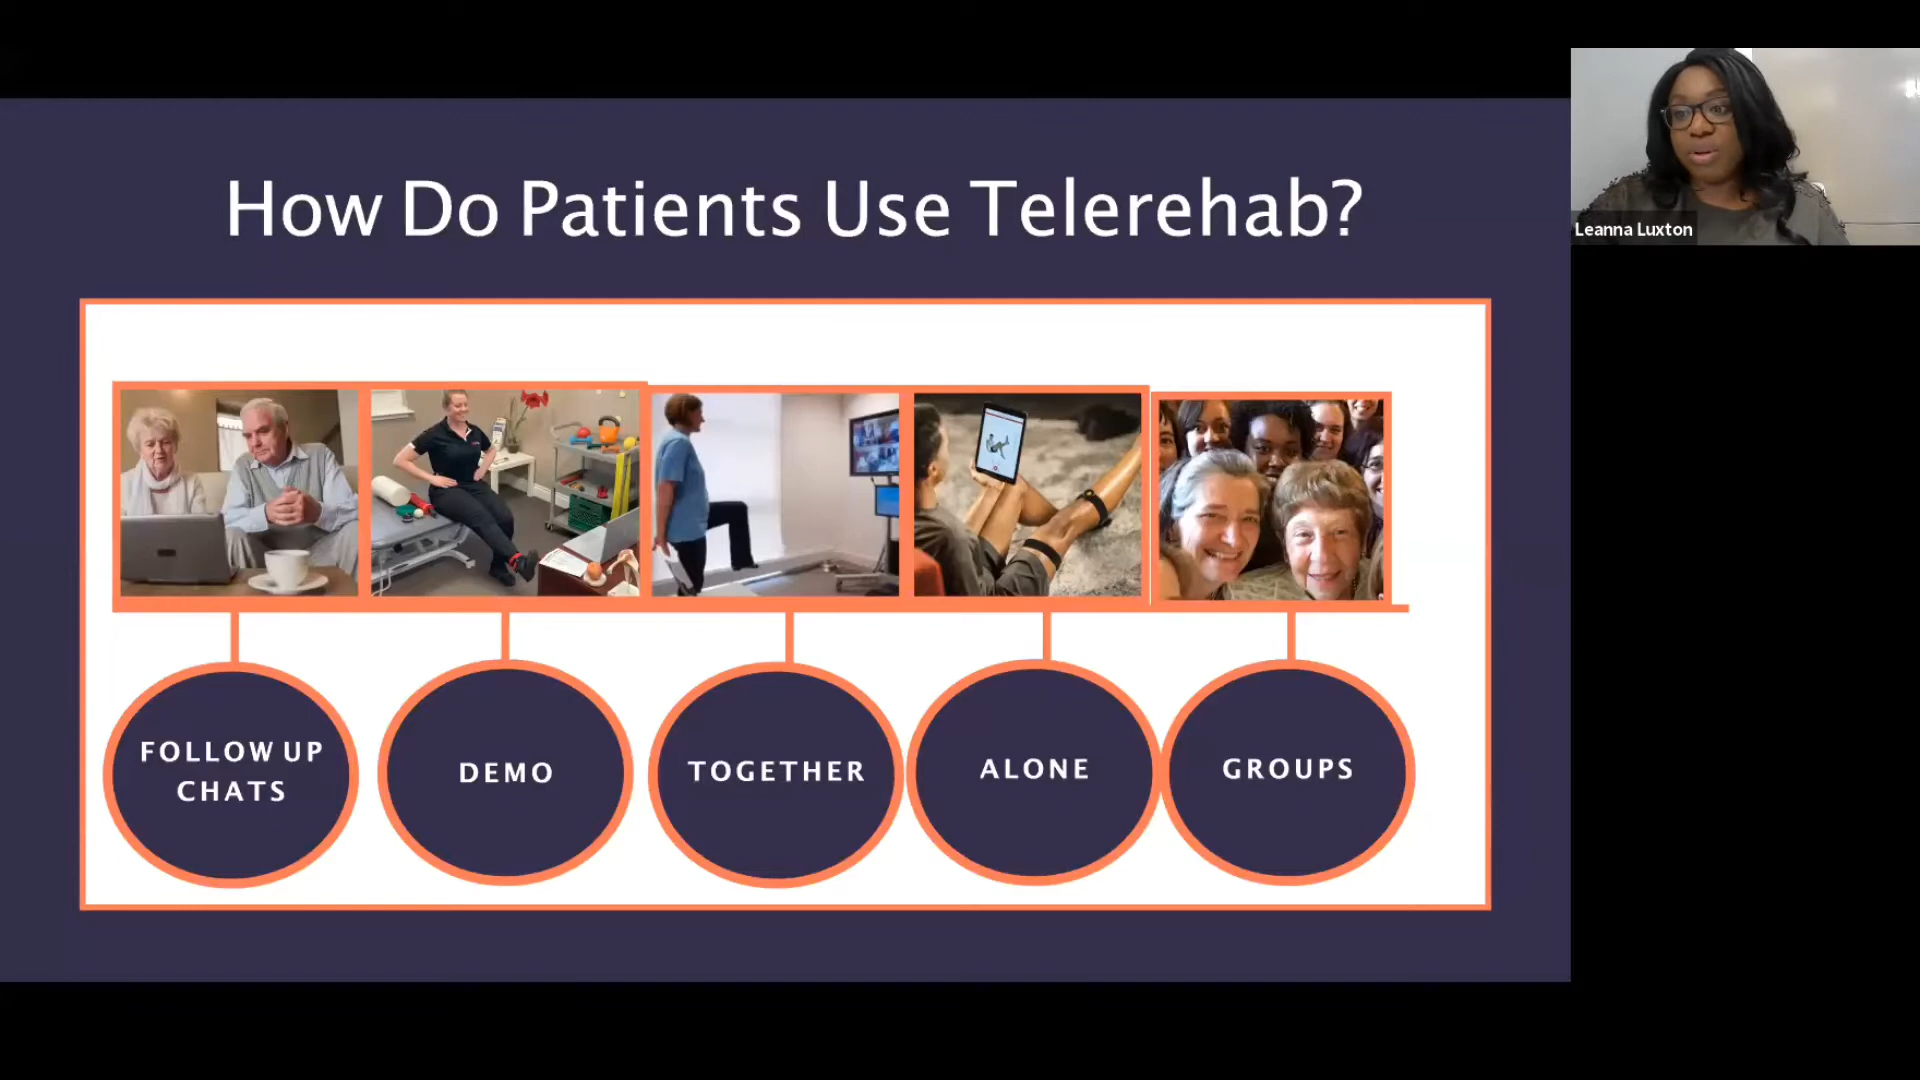 How Do Patients Use Telerehab?
Leanna Luxton
FOLLOW UP
CHATS
DEMO
TOGETHER
ALONE
GROUPS